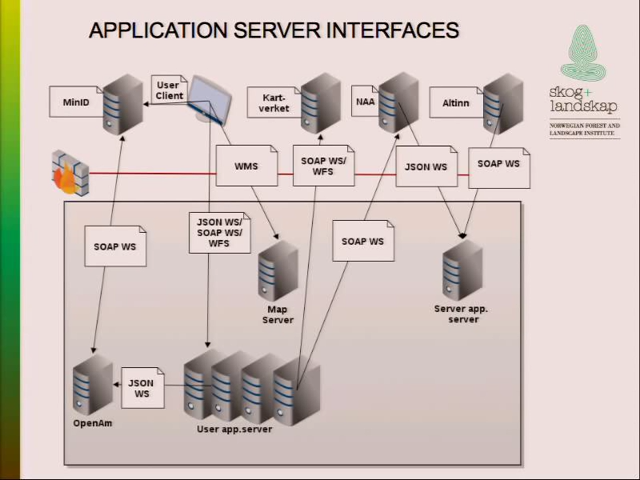 APPLICATION SERVER INTERFACES
skog+
landskap
NORWEGIAN FOREST AND
LANDSCAPE INSTITUTE
MinID
User
Client
Kart-
verket
NAA
Altinn
WMS
SOAP WS/
WFS
JSON WS
SOAP WS
SOAP WS
JSON WS/
SOAP WS/
WFS
SOAP WS
Map
Server
Server app.
server
JSON
WS
OpenAm
User app.server